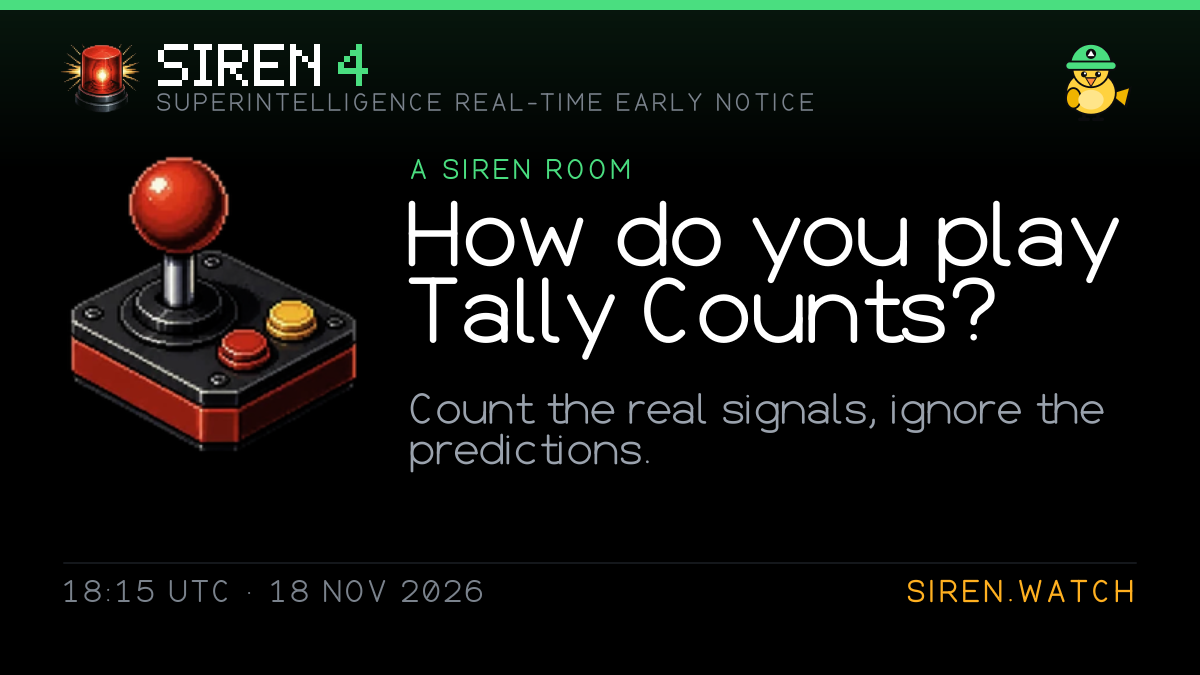 SIREN 4
SUPERINTELLIGENCE REAL-TIME EARLY NOTICE
A SIREN ROOM
How do you play
Tally Counts?
Count the real signals, ignore the
predictions.
18:15 UTC · 18 NOV 2026
SIREN.WATCH